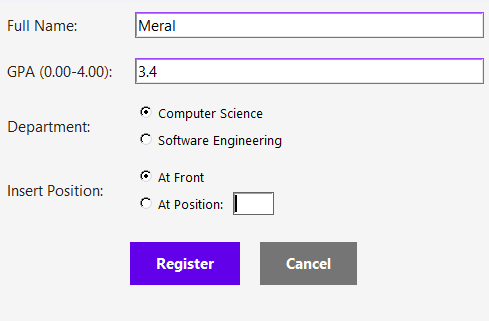 Full Name: Meral
GPA (0.00-4.00): 3.4
Department:
Computer Science
Software Engineering
Insert Position:
At Front
At Position:
Register Cancel